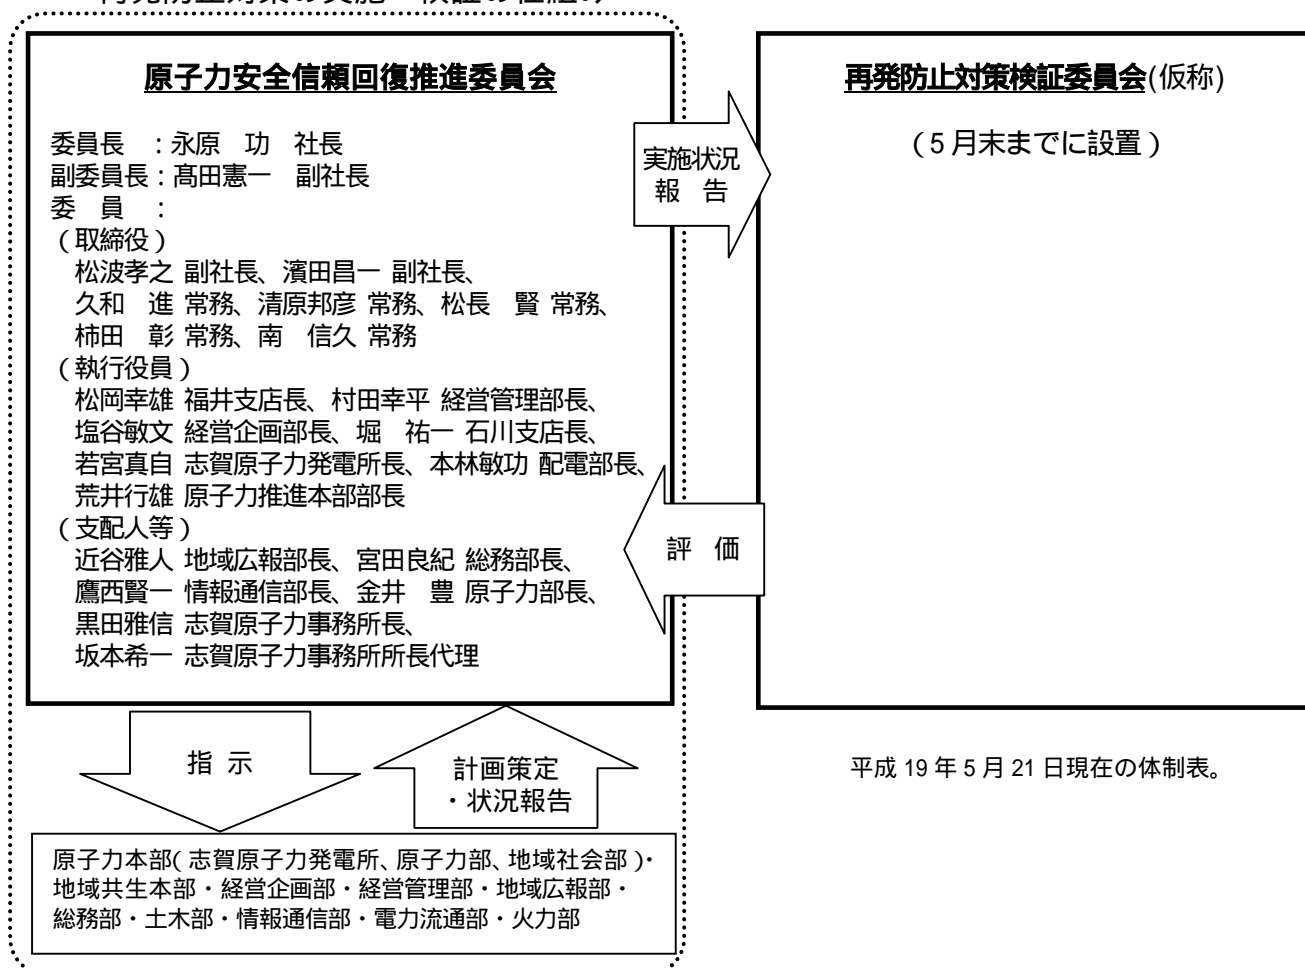 再発防止対策の実施・検証の仕組み
原子力安全信頼回復推進委員会
委員長　：永原　功　社長
副委員長：髙田憲一　副社長
委　員　：
（取締役）
松波孝之 副社長、濱田昌一 副社長、
久和　進 常務、清原邦彦 常務、松長　賢 常務、
柿田　彰 常務、南　信久 常務
（執行役員）
松岡幸雄 福井支店長、村田幸平 経営管理部長、
塩谷敏文 経営企画部長、堀　祐一 石川支店長、
若宮真自 志賀原子力発電所長、本林敏功 配電部長、
荒井行雄 原子力推進本部部長
（支配人等）
近谷雅人 地域広報部長、宮田良紀 総務部長、
鷹西賢一 情報通信部長、金井　豊 原子力部長、
黒田雅信 志賀原子力事務所長、
坂本希一 志賀原子力事務所所長代理
実施状況
報　告
評　価
再発防止対策検証委員会(仮称)
（５月末までに設置）
指 示
計画策定
・状況報告
平成 19 年 5 月 21 日現在の体制表。
原子力本部（志賀原子力発電所、原子力部、地域社会部）・
地域共生本部・経営企画部・経営管理部・地域広報部・
総務部・土木部・情報通信部・電力流通部・火力部